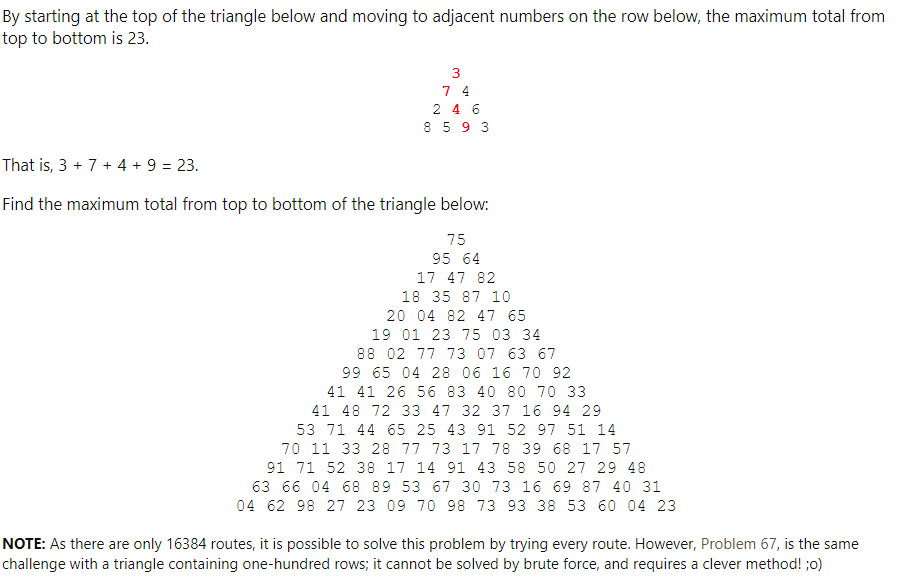 By starting at the top of the triangle below and moving to adjacent numbers on the row below, the maximum total from
top to bottom is 23.
3
7 4
2 4 6
8 5 9 3
That is, 3 + 7 + 4 + 9 = 23.
Find the maximum total from top to bottom of the triangle below:
75
95 64
17 47 82
18 35 87 10
20 04 82 47 65
19 01 23 75 03 34
88 02 77 73 07 63 67
99 65 04 28 06 16 70 92
41 41 26 56 83 40 80 70 33
41 48 72 33 47 32 37 16 94 29
53 71 44 65 25 43 91 52 97 51 14
70 11 33 28 77 73 17 78 39 68 17 57
91 71 52 38 17 14 91 43 58 50 27 29 48
63 66 04 68 89 53 67 30 73 16 69 87 40 31
04 62 98 27 23 09 70 98 73 93 38 53 60 04 23
NOTE: As there are only 16384 routes, it is possible to solve this problem by trying every route. However, Problem 67, is the same
challenge with a triangle containing one-hundred rows; it cannot be solved by brute force, and requires a clever method! ;o)